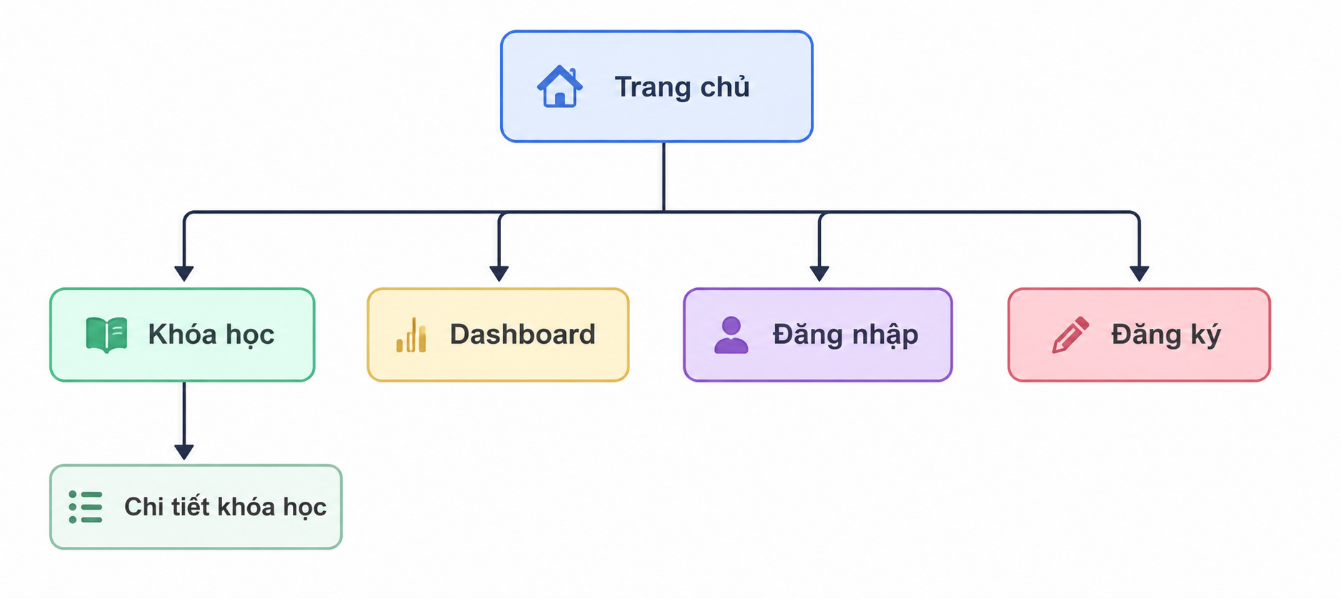 Trang chủ
Khóa học
Dashboard
Đăng nhập
Đăng ký
Chi tiết khóa học